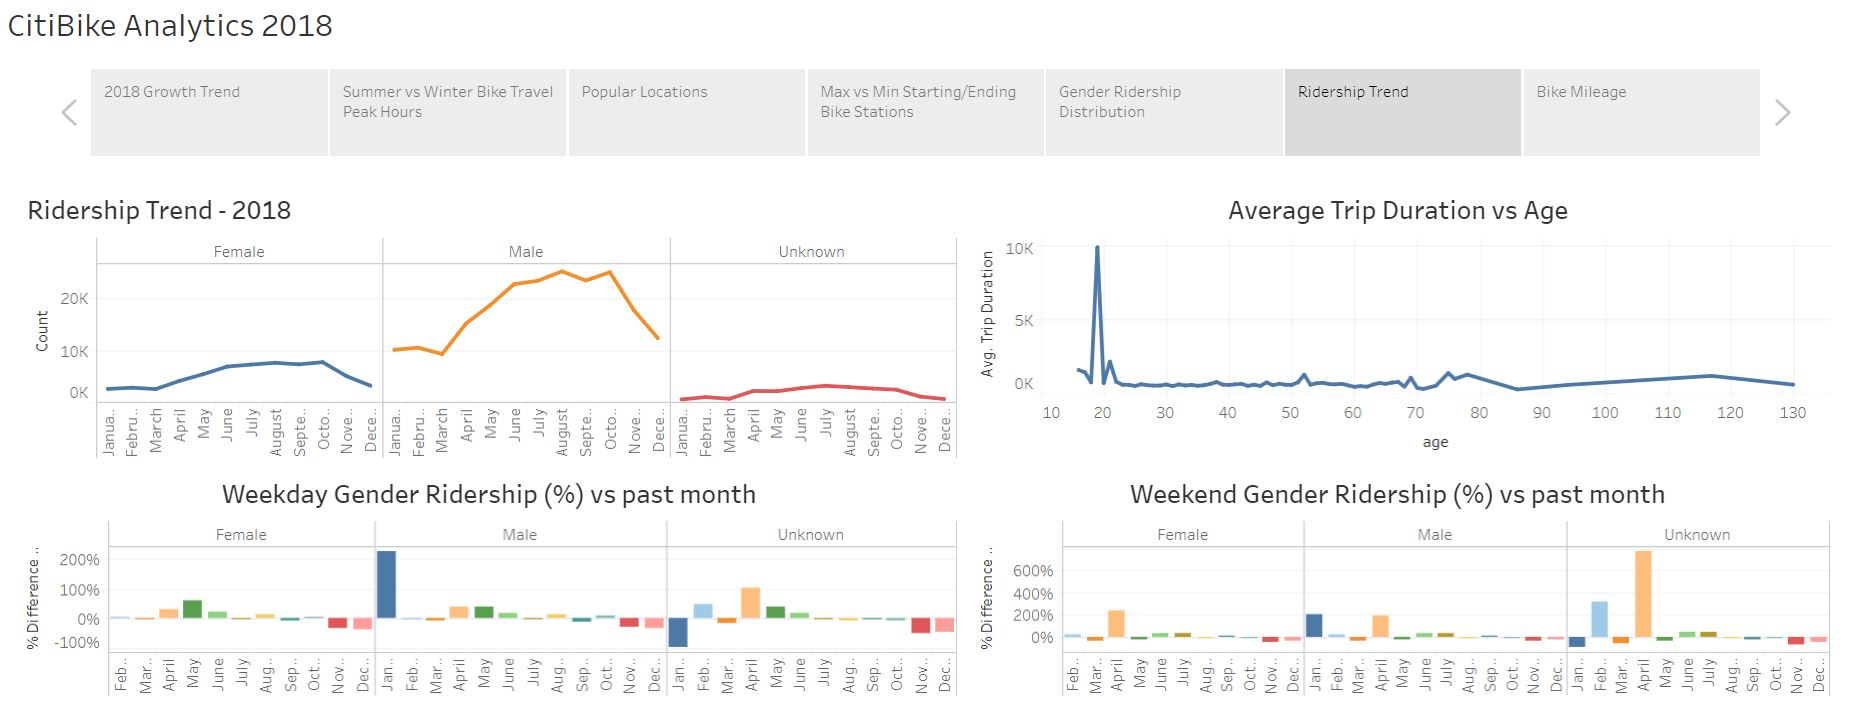 CitiBike Analytics 2018
2018 Growth Trend
Summer vs Winter Bike Travel
Peak Hours
Popular Locations
Max vs Min Starting/Ending
Bike Stations
Gender Ridership
Distribution
Ridership Trend
Bike Mileage
Ridership Trend - 2018
Female Male Unknown
Count
20K
10K
0K
Janua.. Febru.. March April May June July August Septe.. Octo.. Nove.. Dece.. Janua.. Febru.. March April May June July August Septe.. Octo.. Nove.. Dece.. Janua.. Febru.. March April May June July August Septe.. Octo.. Nove.. Dece..
Average Trip Duration vs Age
Avg. Trip Duration
10K
5K
0K
10 20 30 40 50 60 70 80 90 100 110 120 130
age
Weekday Gender Ridership (%) vs past month
Female Male Unknown
% Difference ..
200%
100%
0%
-100%
Feb.. Mar.. April May June July Aug.. Sep.. Oct.. Nov.. Dec.. Jan.. Feb.. Mar.. April May June July Aug.. Sep.. Oct.. Nov.. Dec.. Jan.. Feb.. Mar.. April May June July Aug.. Sep.. Oct.. Nov.. Dec..
Weekend Gender Ridership (%) vs past month
Female Male Unknown
% Difference ..
600%
400%
200%
0%
Feb.. Mar.. April May June July Aug.. Sep.. Oct.. Nov.. Dec.. Jan.. Feb.. Mar.. April May June July Aug.. Sep.. Oct.. Nov.. Dec.. Jan.. Feb.. Mar.. April May June July Aug.. Sep.. Oct.. Nov.. Dec..